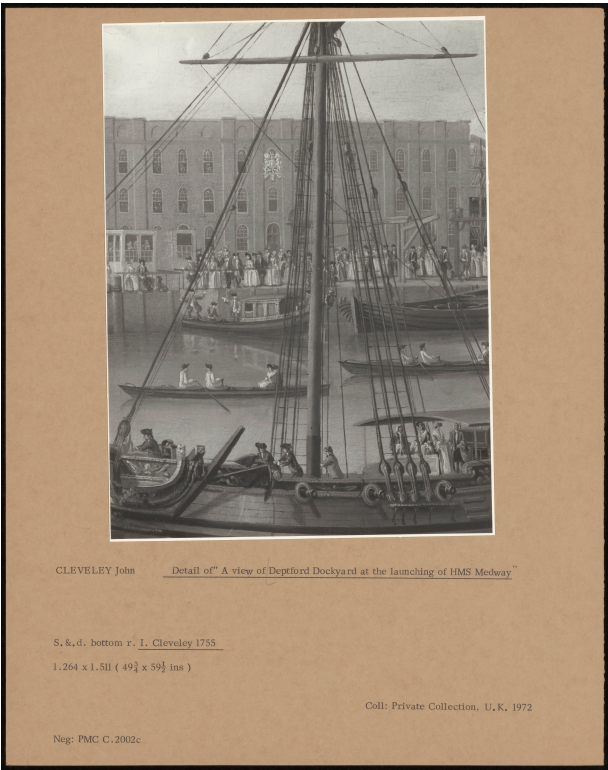 CLEVELEY John Detail of" A view of Deptford Dockyard at the launching of HMS Medway"
S.&.d. bottom r. I. Cleveley 1755
1.264 x 1.511 ( 49¾ x 59½ ins )
Coll: Private Collection, U.K. 1972
Neg: PMC C.2002c